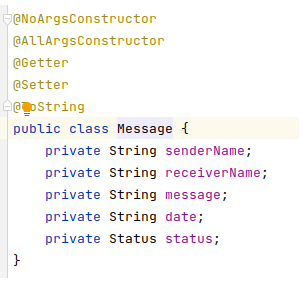 @NoArgsConstructor
@AllArgsConstructor
@Getter
@Setter
@ToString
public class Message {
    private String senderName;
    private String receiverName;
    private String message;
    private String date;
    private Status status;
}